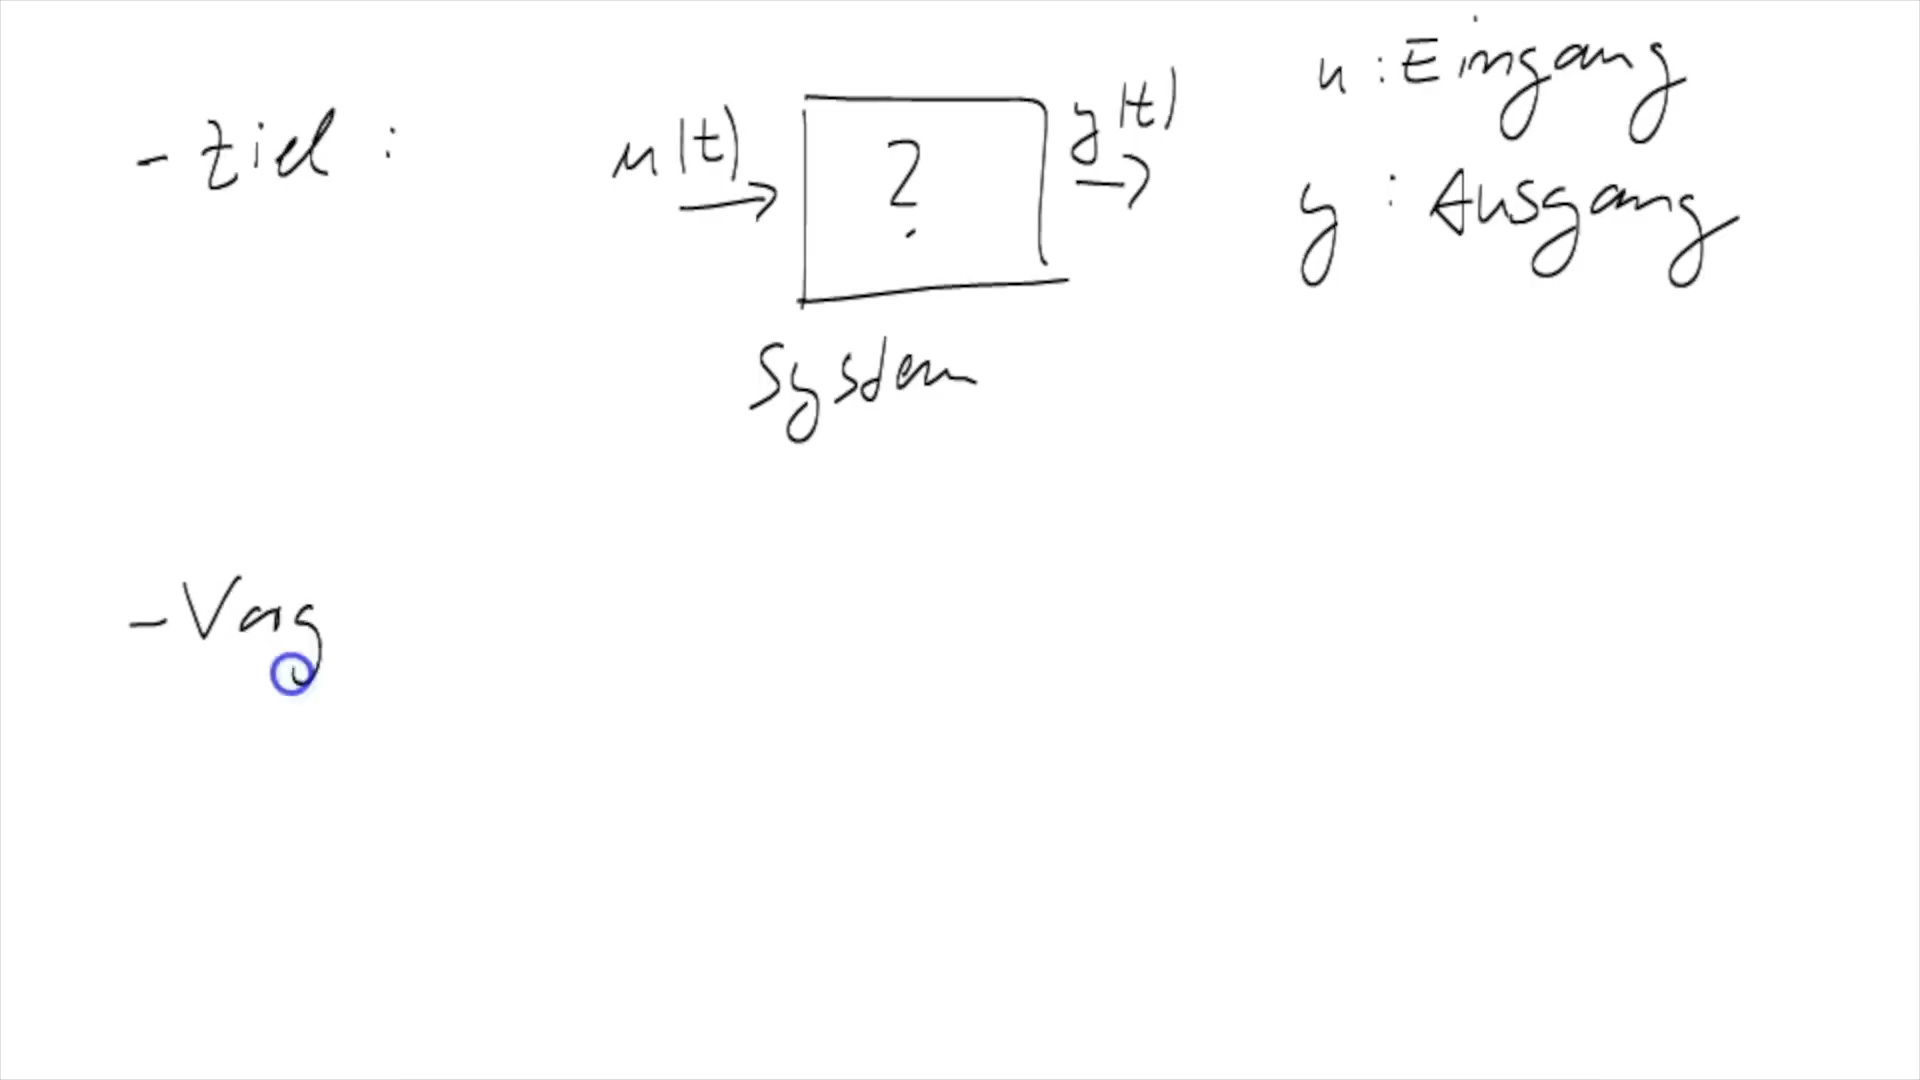 - Ziel : u(t) ? y(t) u : Eingang
y : Ausgang
System
- Vorg